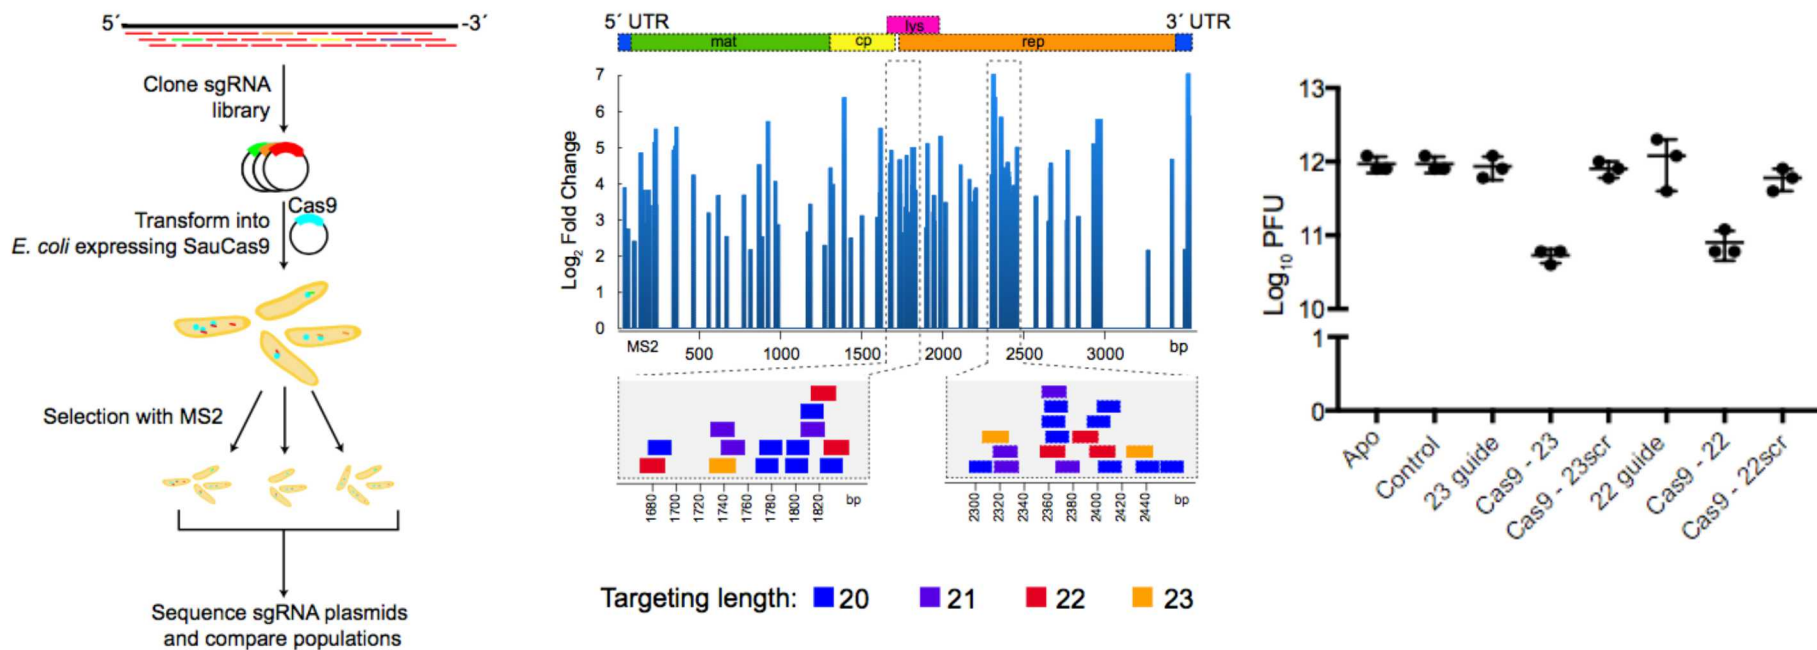 5´ -3´
Clone sgRNA
library
Cas9
Transform into
E. coli expressing SauCas9
Selection with MS2
Sequence sgRNA plasmids
and compare populations
5´ UTR lys 3´ UTR
mat cp rep
Log2 Fold Change
7
6
5
4
3
2
1
0
MS2 500 1000 1500 2000 2500 3000 bp
1680 1700 1720 1740 1760 1780 1800 1820 bp
2300 2320 2340 2360 2380 2400 2420 2440 bp
Targeting length: 20 21 22 23
Log10 PFU
13
12
11
10
1
0
Apo
Control
23 guide
Cas9 - 23
Cas9 - 23scr
22 guide
Cas9 - 22
Cas9 - 22scr